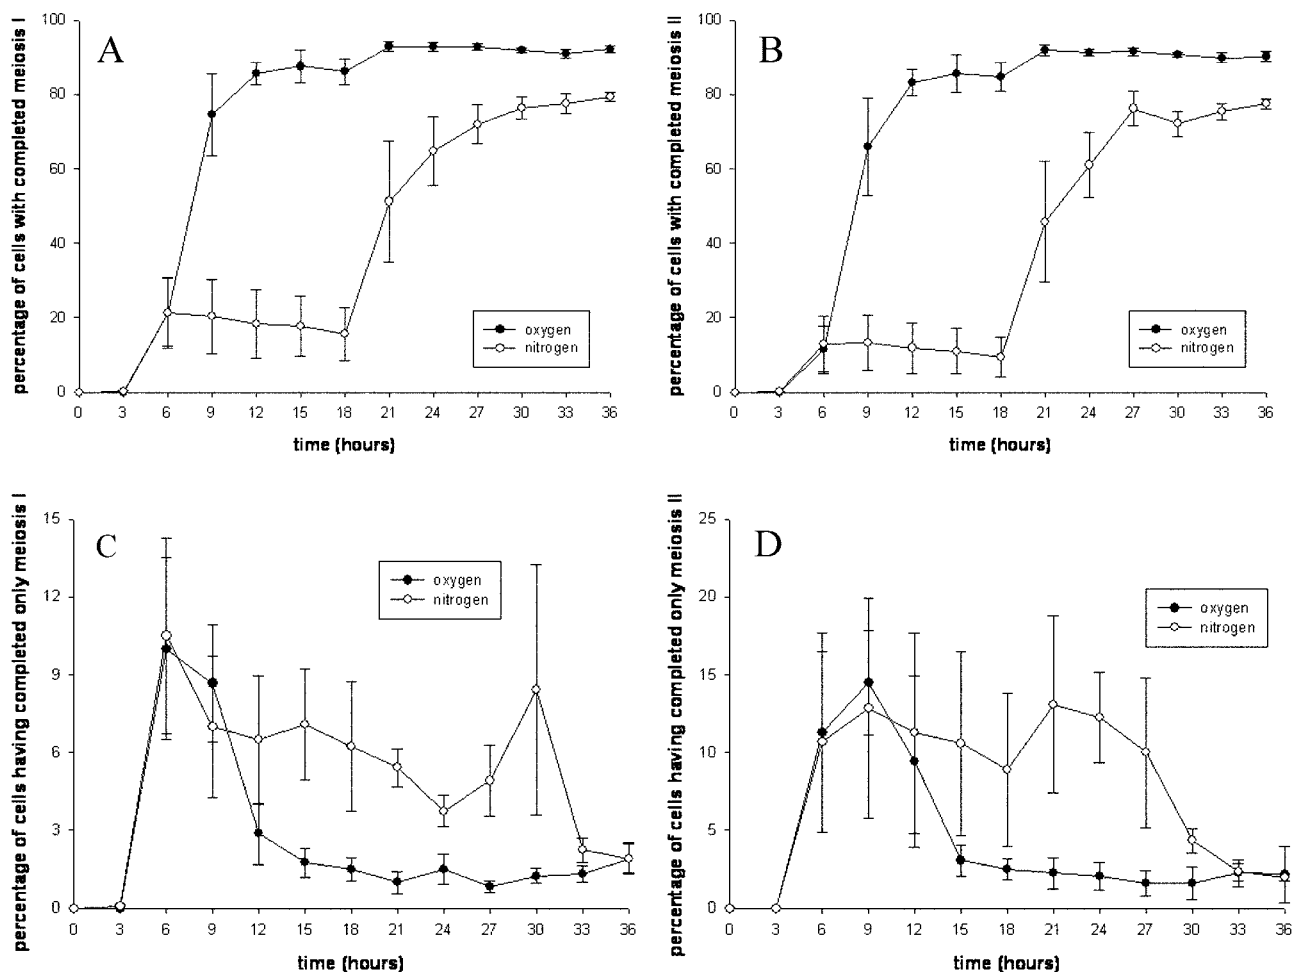 A
percentage of cells with completed meiosis I
100
80
60
40
20
0
oxygen
nitrogen
0 3 6 9 12 15 18 21 24 27 30 33 36
time (hours)
B
percentage of cells with completed meiosis II
100
80
60
40
20
0
oxygen
nitrogen
0 3 6 9 12 15 18 21 24 27 30 33 36
time (hours)
C
percentage of cells having completed only meiosis I
15
12
9
6
3
0
oxygen
nitrogen
0 3 6 9 12 15 18 21 24 27 30 33 36
time (hours)
D
percentage of cells having completed only meiosis II
25
20
15
10
5
0
oxygen
nitrogen
0 3 6 9 12 15 18 21 24 27 30 33 36
time (hours)